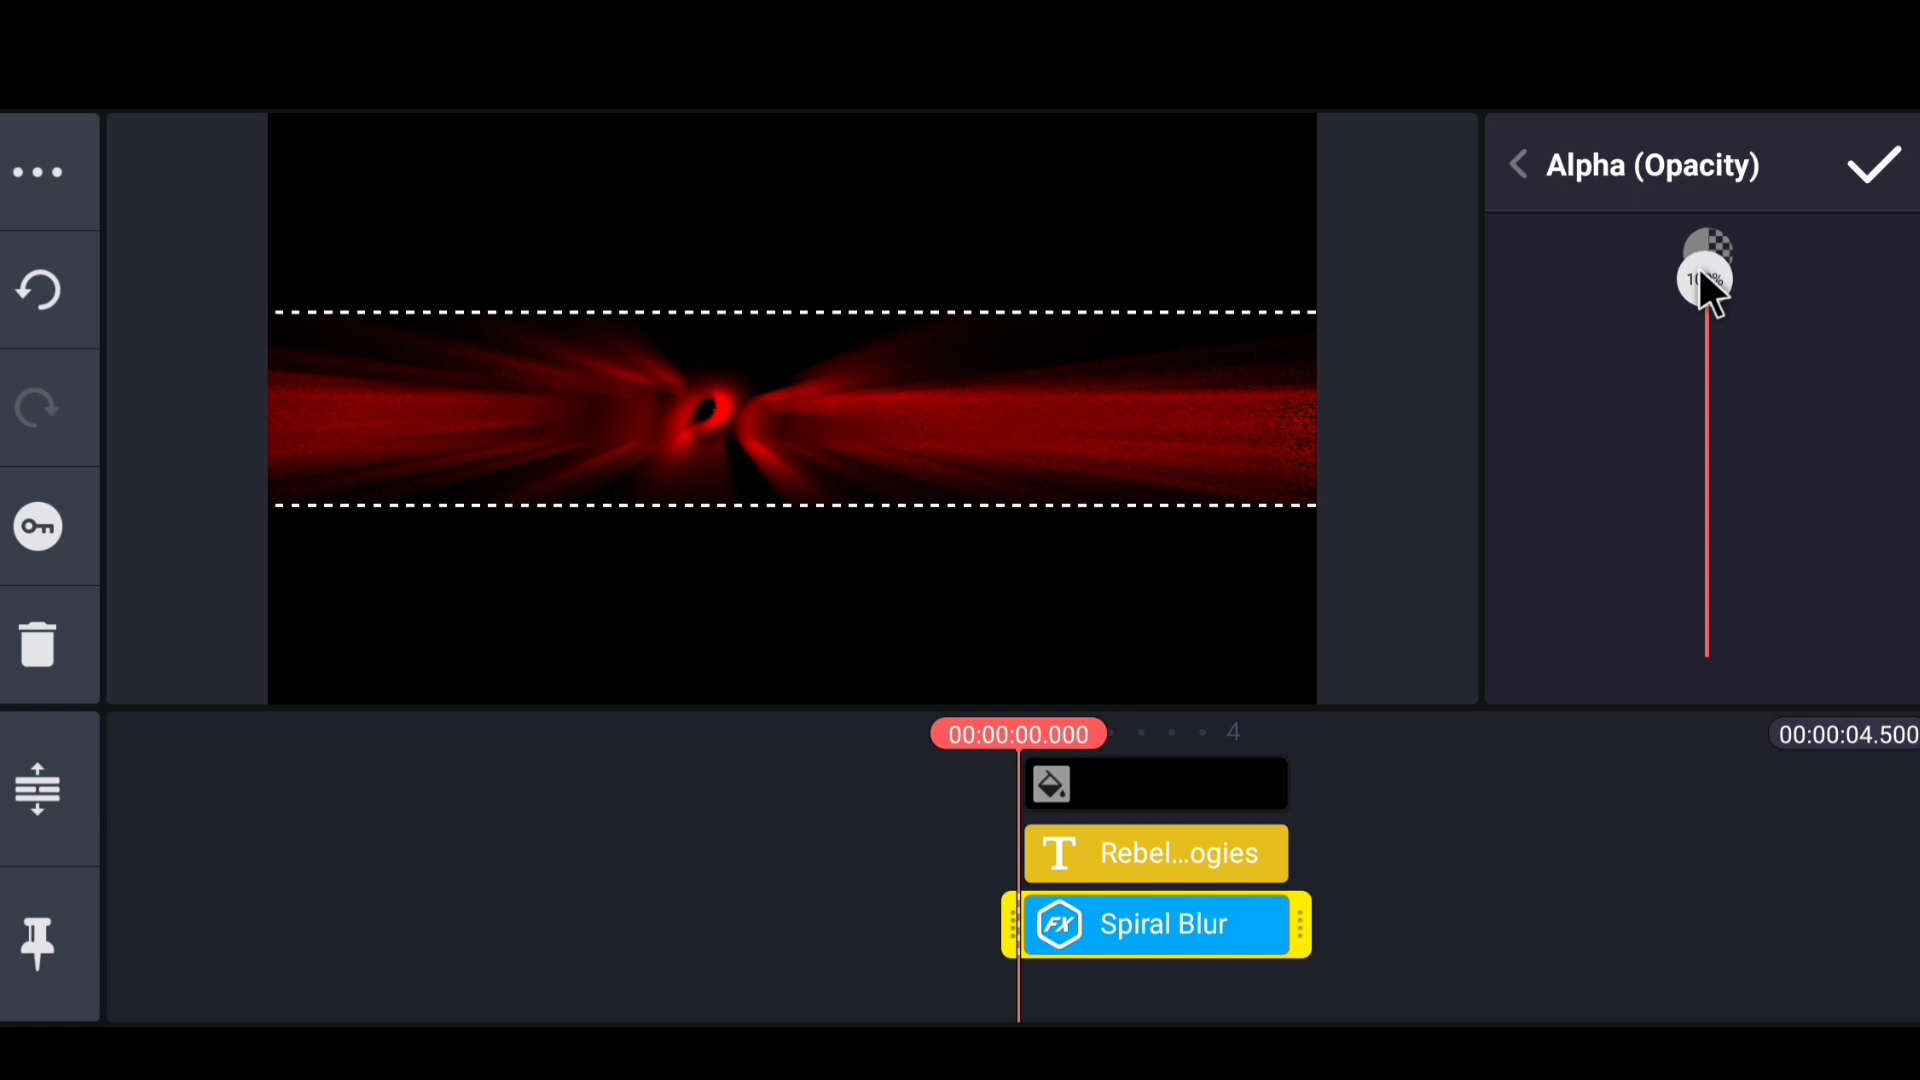 Alpha (Opacity)
00:00:00.000
4
00:00:04.500
T Rebel...ogies
FX Spiral Blur